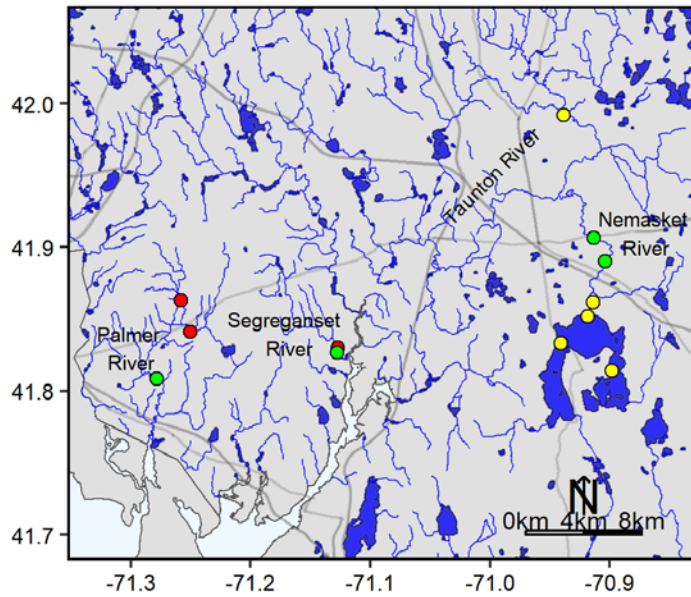 42.0
Taunton River
Nemasket
River
41.9
Palmer
River
Segreganset
River
41.8
N
0km 4km 8km
41.7
-71.3 -71.2 -71.1 -71.0 -70.9